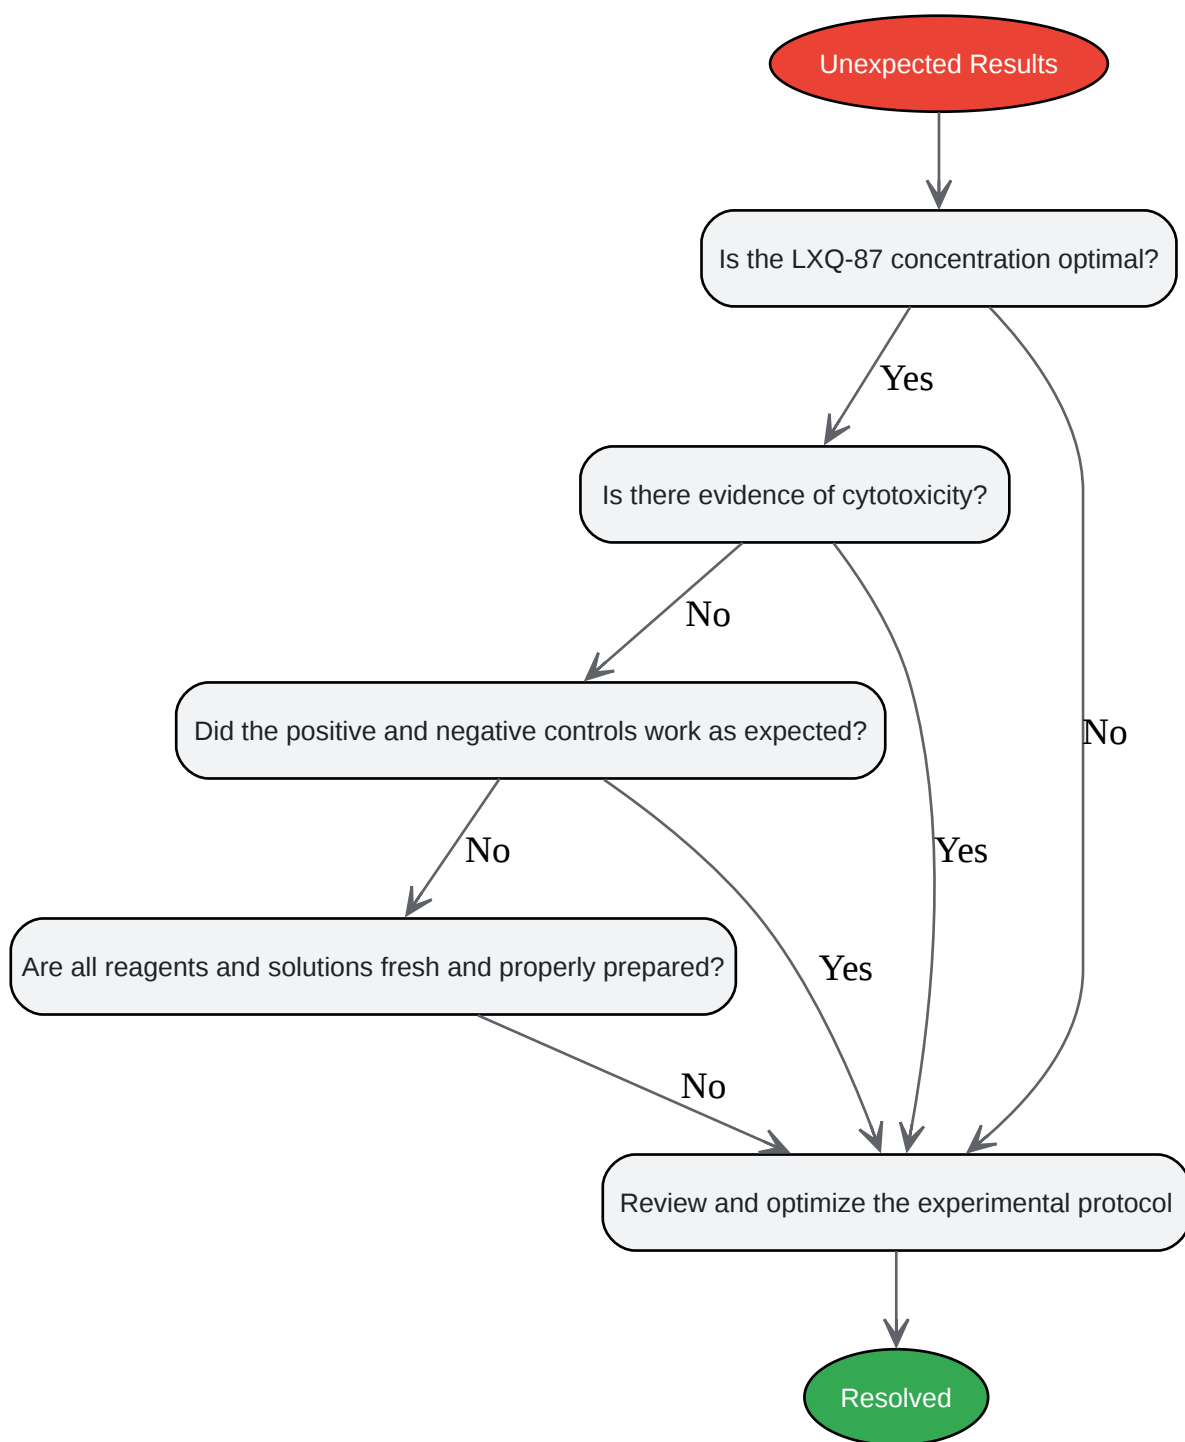 Unexpected Results
Is the LXQ-87 concentration optimal?
Yes
Is there evidence of cytotoxicity?
No
Did the positive and negative controls work as expected?
No
No
Yes
Are all reagents and solutions fresh and properly prepared?
Yes
No
Review and optimize the experimental protocol
Resolved